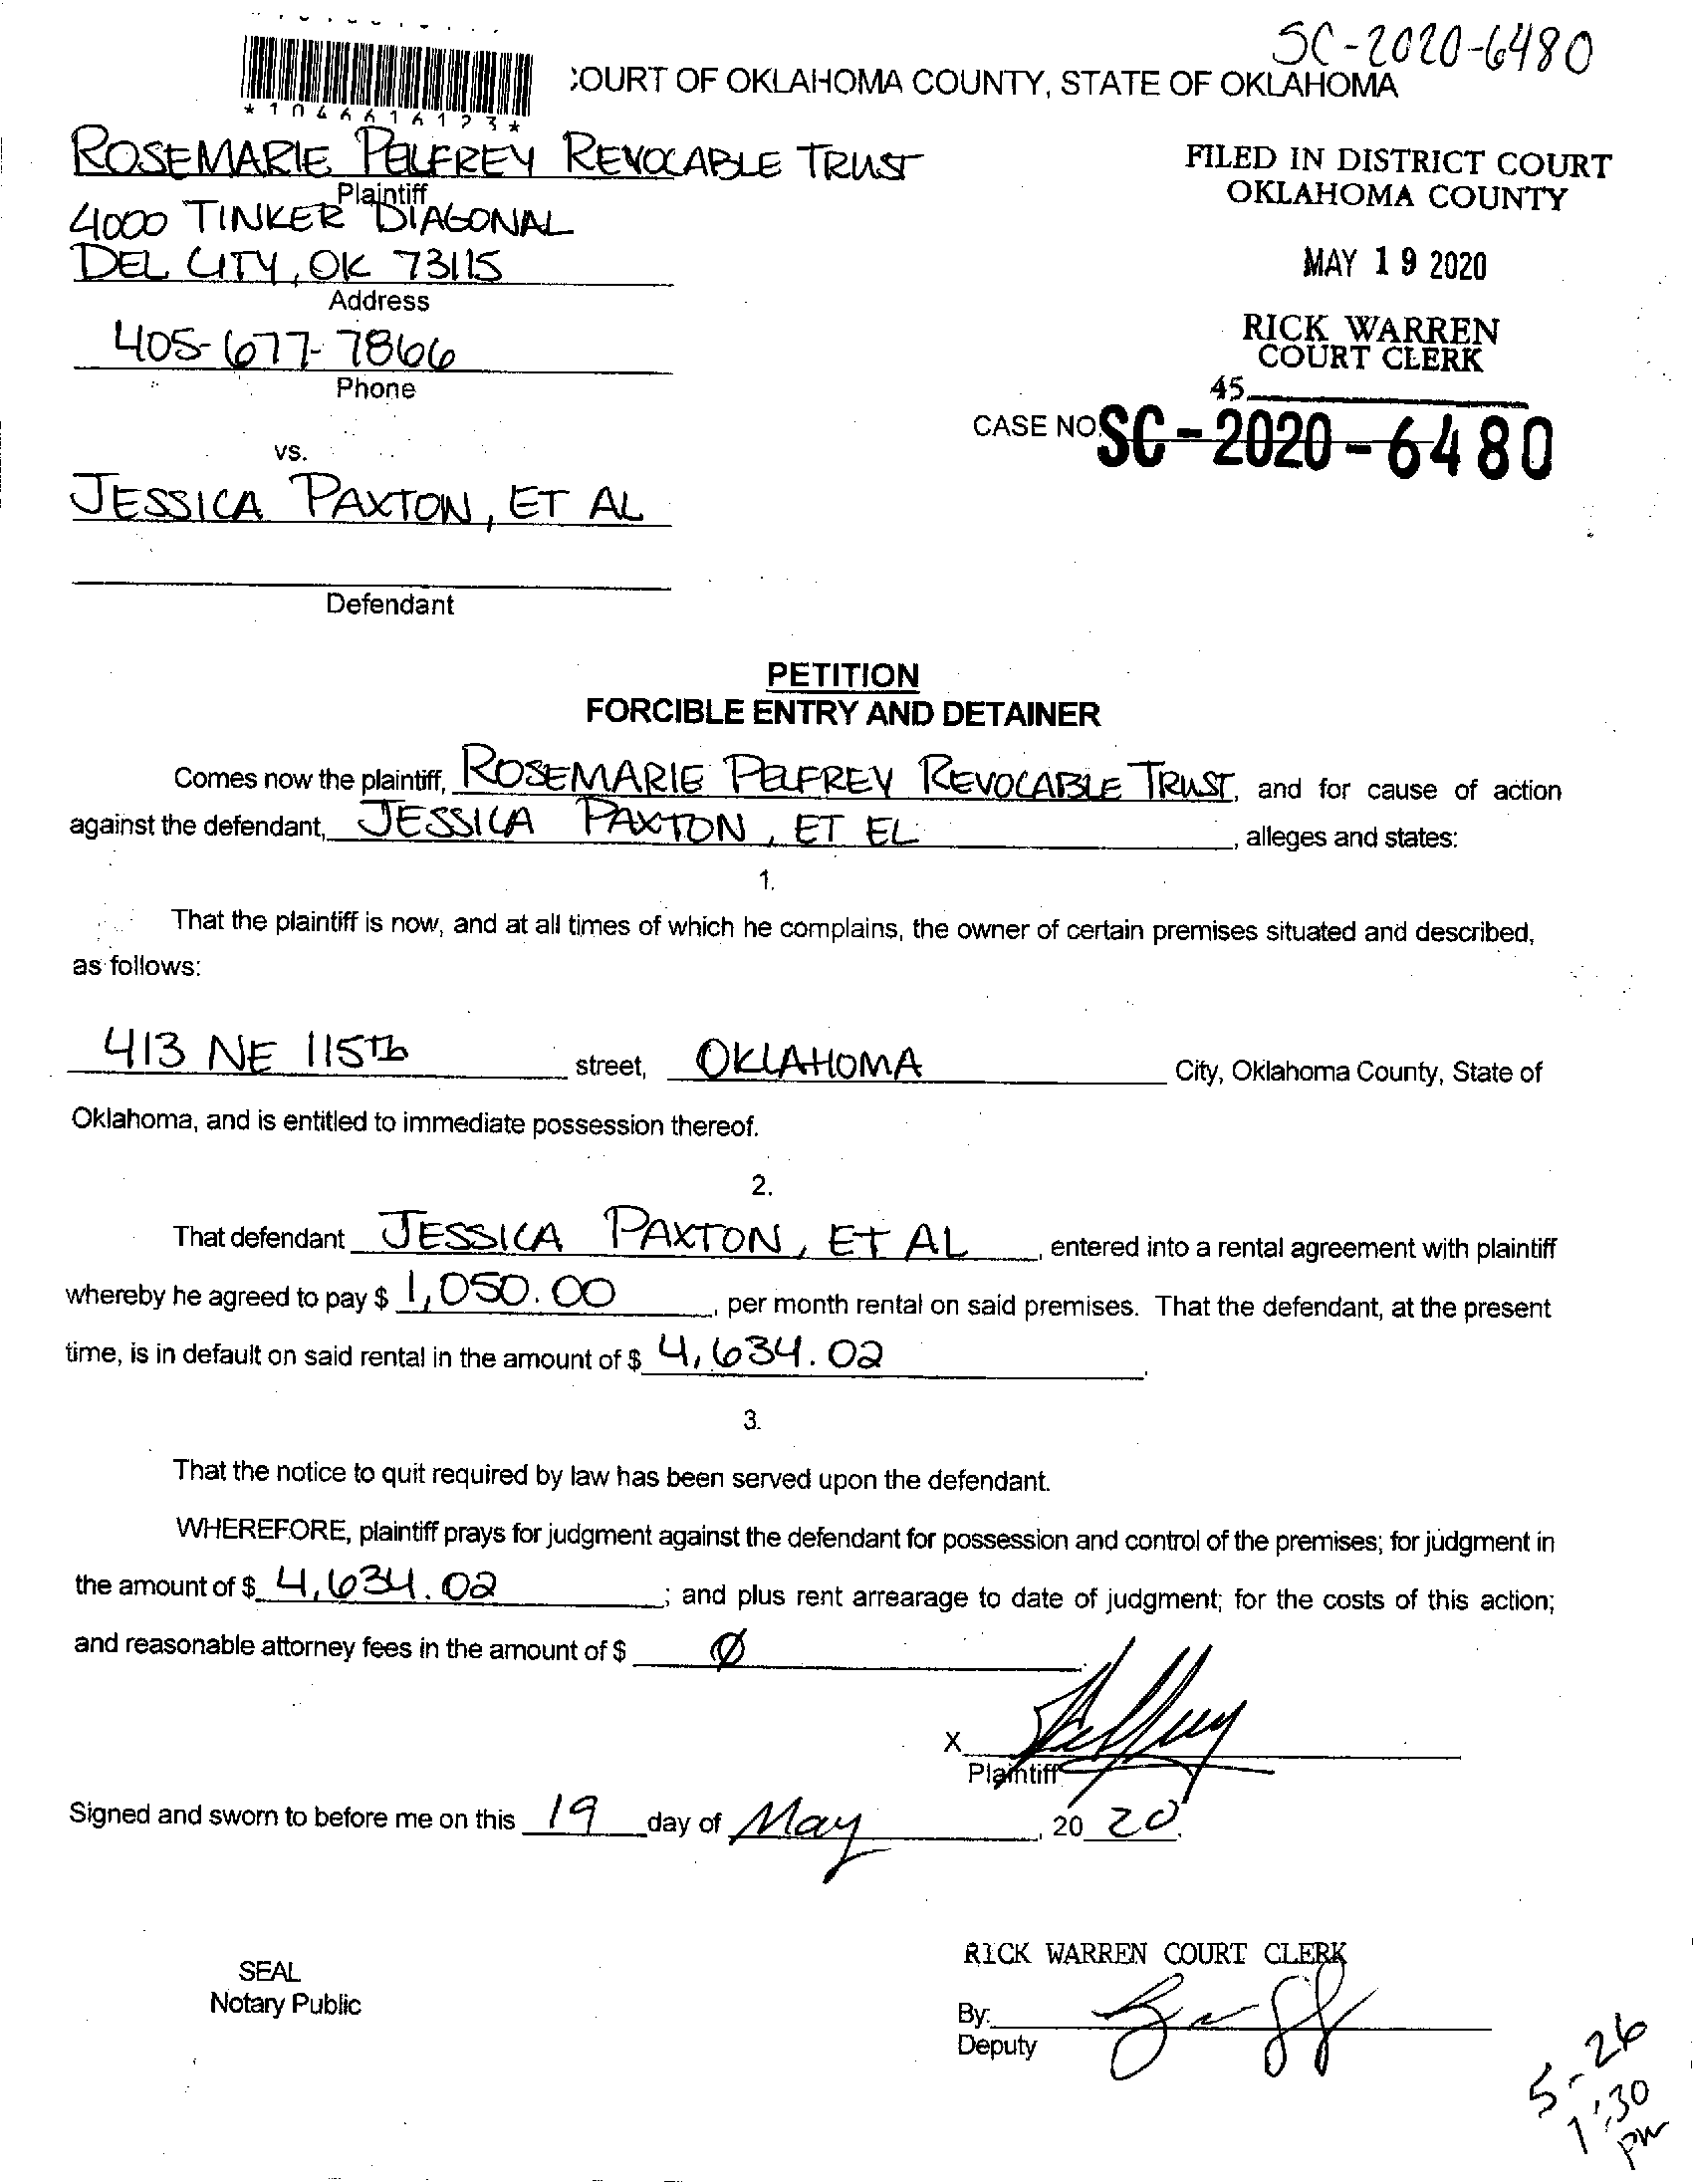 SC-2020-6480
COURT OF OKLAHOMA COUNTY, STATE OF OKLAHOMA
*1046616123*
ROSEMARIE PELFREY REVOCABLE TRUST
Plaintiff
4000 TINKER DIAGONAL
DEL CITY, OK 73115
Address
405-677-7866
Phone
FILED IN DISTRICT COURT
OKLAHOMA COUNTY
MAY 19 2020
RICK WARREN
COURT CLERK
45
CASE NO. SC-2020-6480
vs.
JESSICA PAXTON, ET AL
Defendant
PETITION
FORCIBLE ENTRY AND DETAINER
Comes now the plaintiff, ROSEMARIE PELFREY REVOCABLE TRUST, and for cause of action
against the defendant, JESSICA PAXTON, ET EL, alleges and states:
1.
That the plaintiff is now, and at all times of which he complains, the owner of certain premises situated and described,
as follows:
413 NE 115Th street, OKLAHOMA City, Oklahoma County, State of
Oklahoma, and is entitled to immediate possession thereof.
2.
That defendant JESSICA PAXTON, ET AL, entered into a rental agreement with plaintiff
whereby he agreed to pay $ 1,050.00, per month rental on said premises. That the defendant, at the present
time, is in default on said rental in the amount of $ 4,634.02.
3.
That the notice to quit required by law has been served upon the defendant.
WHEREFORE, plaintiff prays for judgment against the defendant for possession and control of the premises; for judgment in
the amount of $ 4,634.02; and plus rent arrearage to date of judgment; for the costs of this action;
and reasonable attorney fees in the amount of $ Ø.
X
Plaintiff
Signed and sworn to before me on this 19 day of May, 20 20.
SEAL
Notary Public
RICK WARREN COURT CLERK
By:
Deputy
5-26
1:30
pm